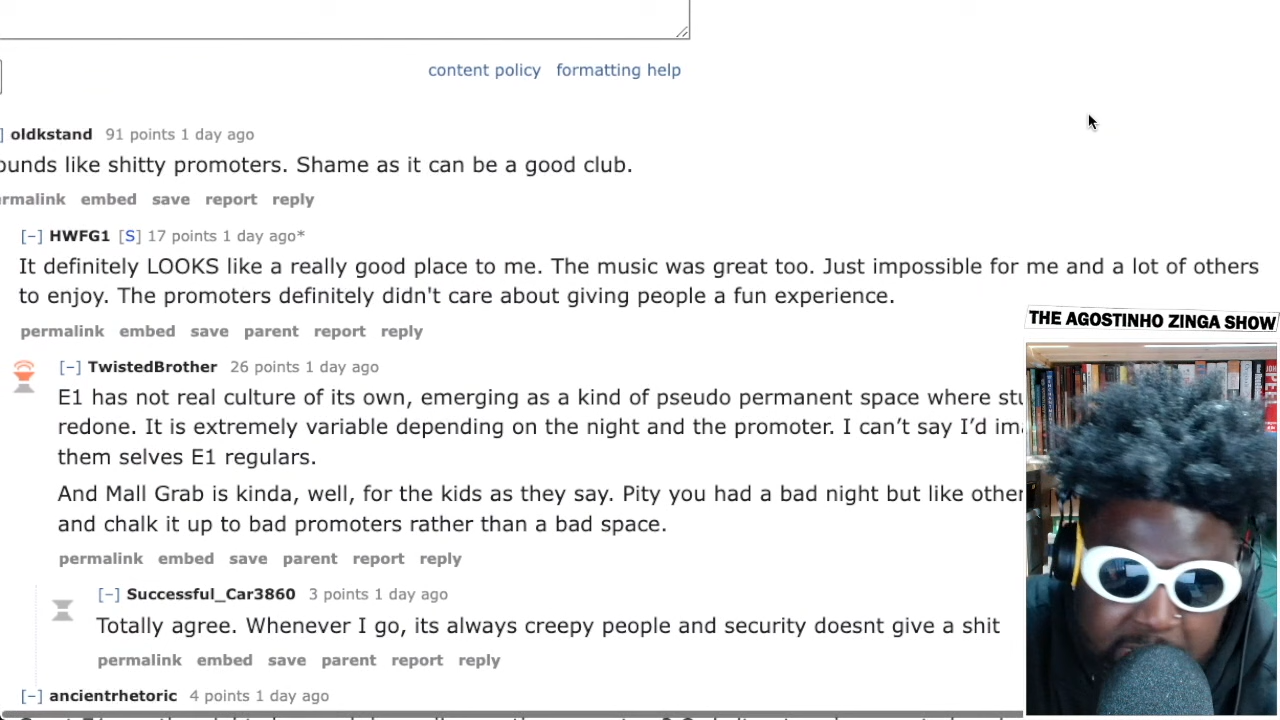 content policy formatting help
oldkstand 91 points 1 day ago
ounds like shitty promoters. Shame as it can be a good club.
rmalink embed save report reply
[–] HWFG1 [S] 17 points 1 day ago*
It definitely LOOKS like a really good place to me. The music was great too. Just impossible for me and a lot of others
to enjoy. The promoters definitely didn't care about giving people a fun experience.
permalink embed save parent report reply
THE AGOSTINHO ZINGA SHOW
[–] TwistedBrother 26 points 1 day ago
E1 has not real culture of its own, emerging as a kind of pseudo permanent space where
redone. It is extremely variable depending on the night and the promoter. I can’t say I’d
them selves E1 regulars.
And Mall Grab is kinda, well, for the kids as they say. Pity you had a bad night but like other
and chalk it up to bad promoters rather than a bad space.
permalink embed save parent report reply
[–] Successful_Car3860 3 points 1 day ago
Totally agree. Whenever I go, its always creepy people and security doesnt give a shit
permalink embed save parent report reply
[–] ancientrhetoric 4 points 1 day ago